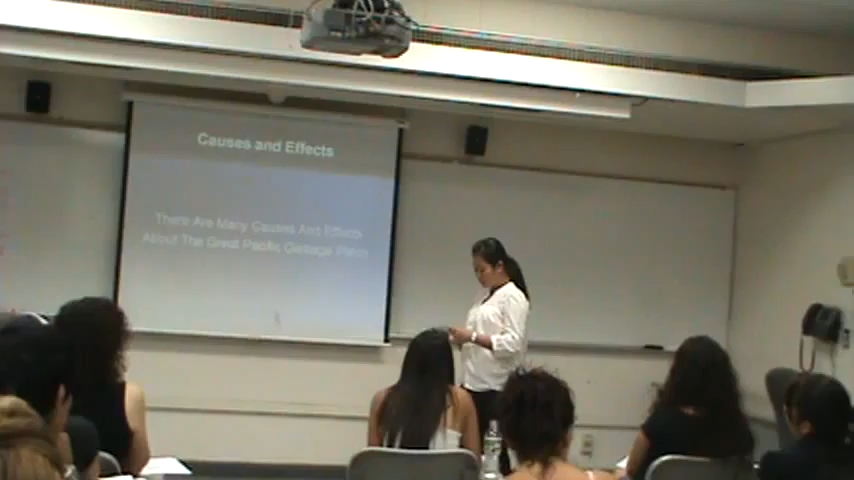 Causes and Effects
There Are Many Causes And Effects
About The Great Pacific Garbage Patch